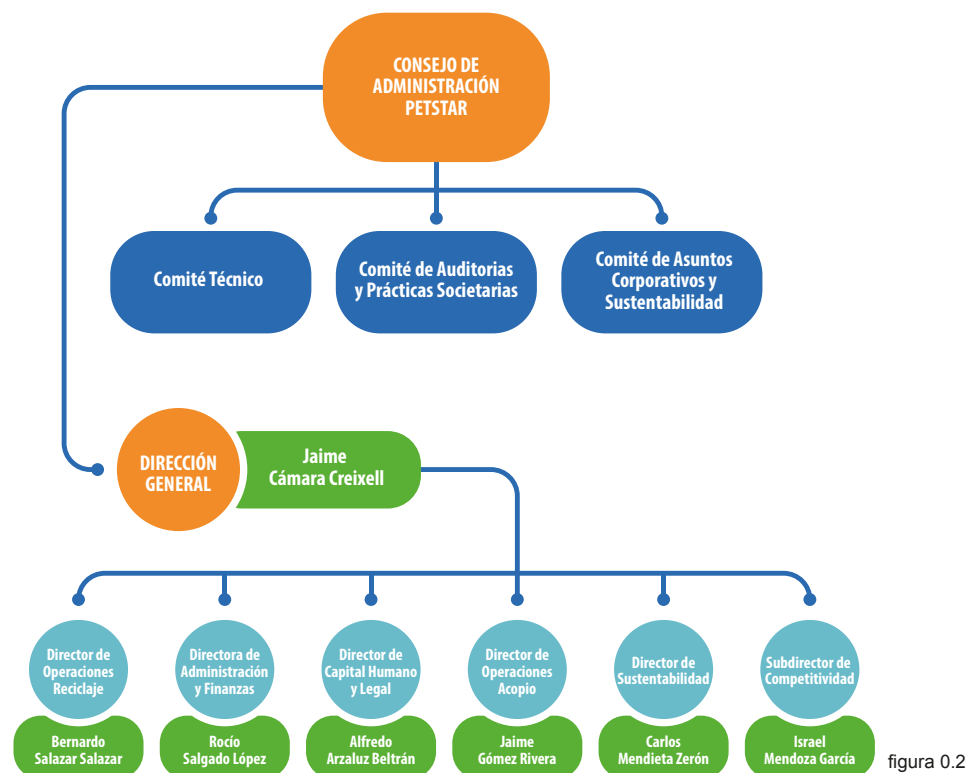 CONSEJO DE
ADMINISTRACIÓN
PETSTAR
Comité Técnico
Comité de Auditorias
y Prácticas Societarias
Comité de Asuntos
Corporativos y
Sustentabilidad
DIRECCIÓN
GENERAL
Jaime
Cámara Creixell
Director de
Operaciones
Reciclaje
Bernardo
Salazar Salazar
Directora de
Administración
y Finanzas
Rocío
Salgado López
Director de
Capital Humano
y Legal
Alfredo
Arzaluz Beltrán
Director de
Operaciones
Acopio
Jaime
Gómez Rivera
Director de
Sustentabilidad
Carlos
Mendieta Zerón
Subdirector de
Competitividad
Israel
Mendoza García
figura 0.2